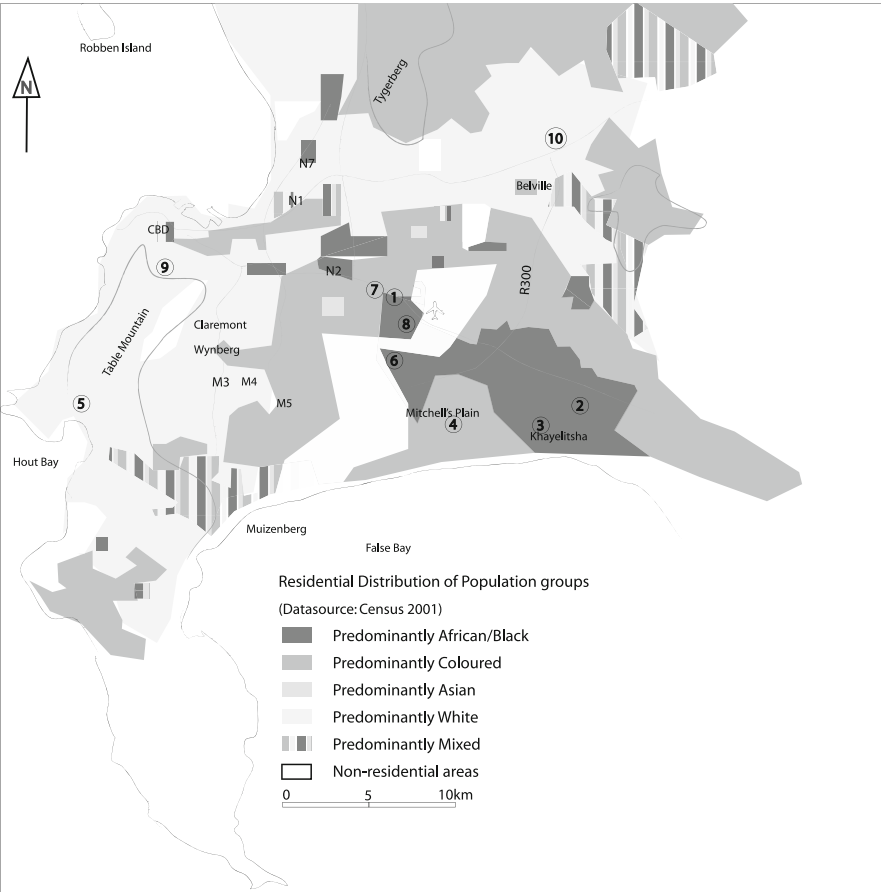 Robben Island
N
Tygerberg
10
N7
Belville
N1
CBD
9
N2
R300
7
1
8
Table Mountain
Claremont
Wynberg
6
M3
M4
5
M5
2
Mitchell's Plain
4
3
Khayelitsha
Hout Bay
Muizenberg
False Bay
Residential Distribution of Population groups
(Datasource: Census 2001)
Predominantly African/Black
Predominantly Coloured
Predominantly Asian
Predominantly White
Predominantly Mixed
Non-residential areas
0 5 10km